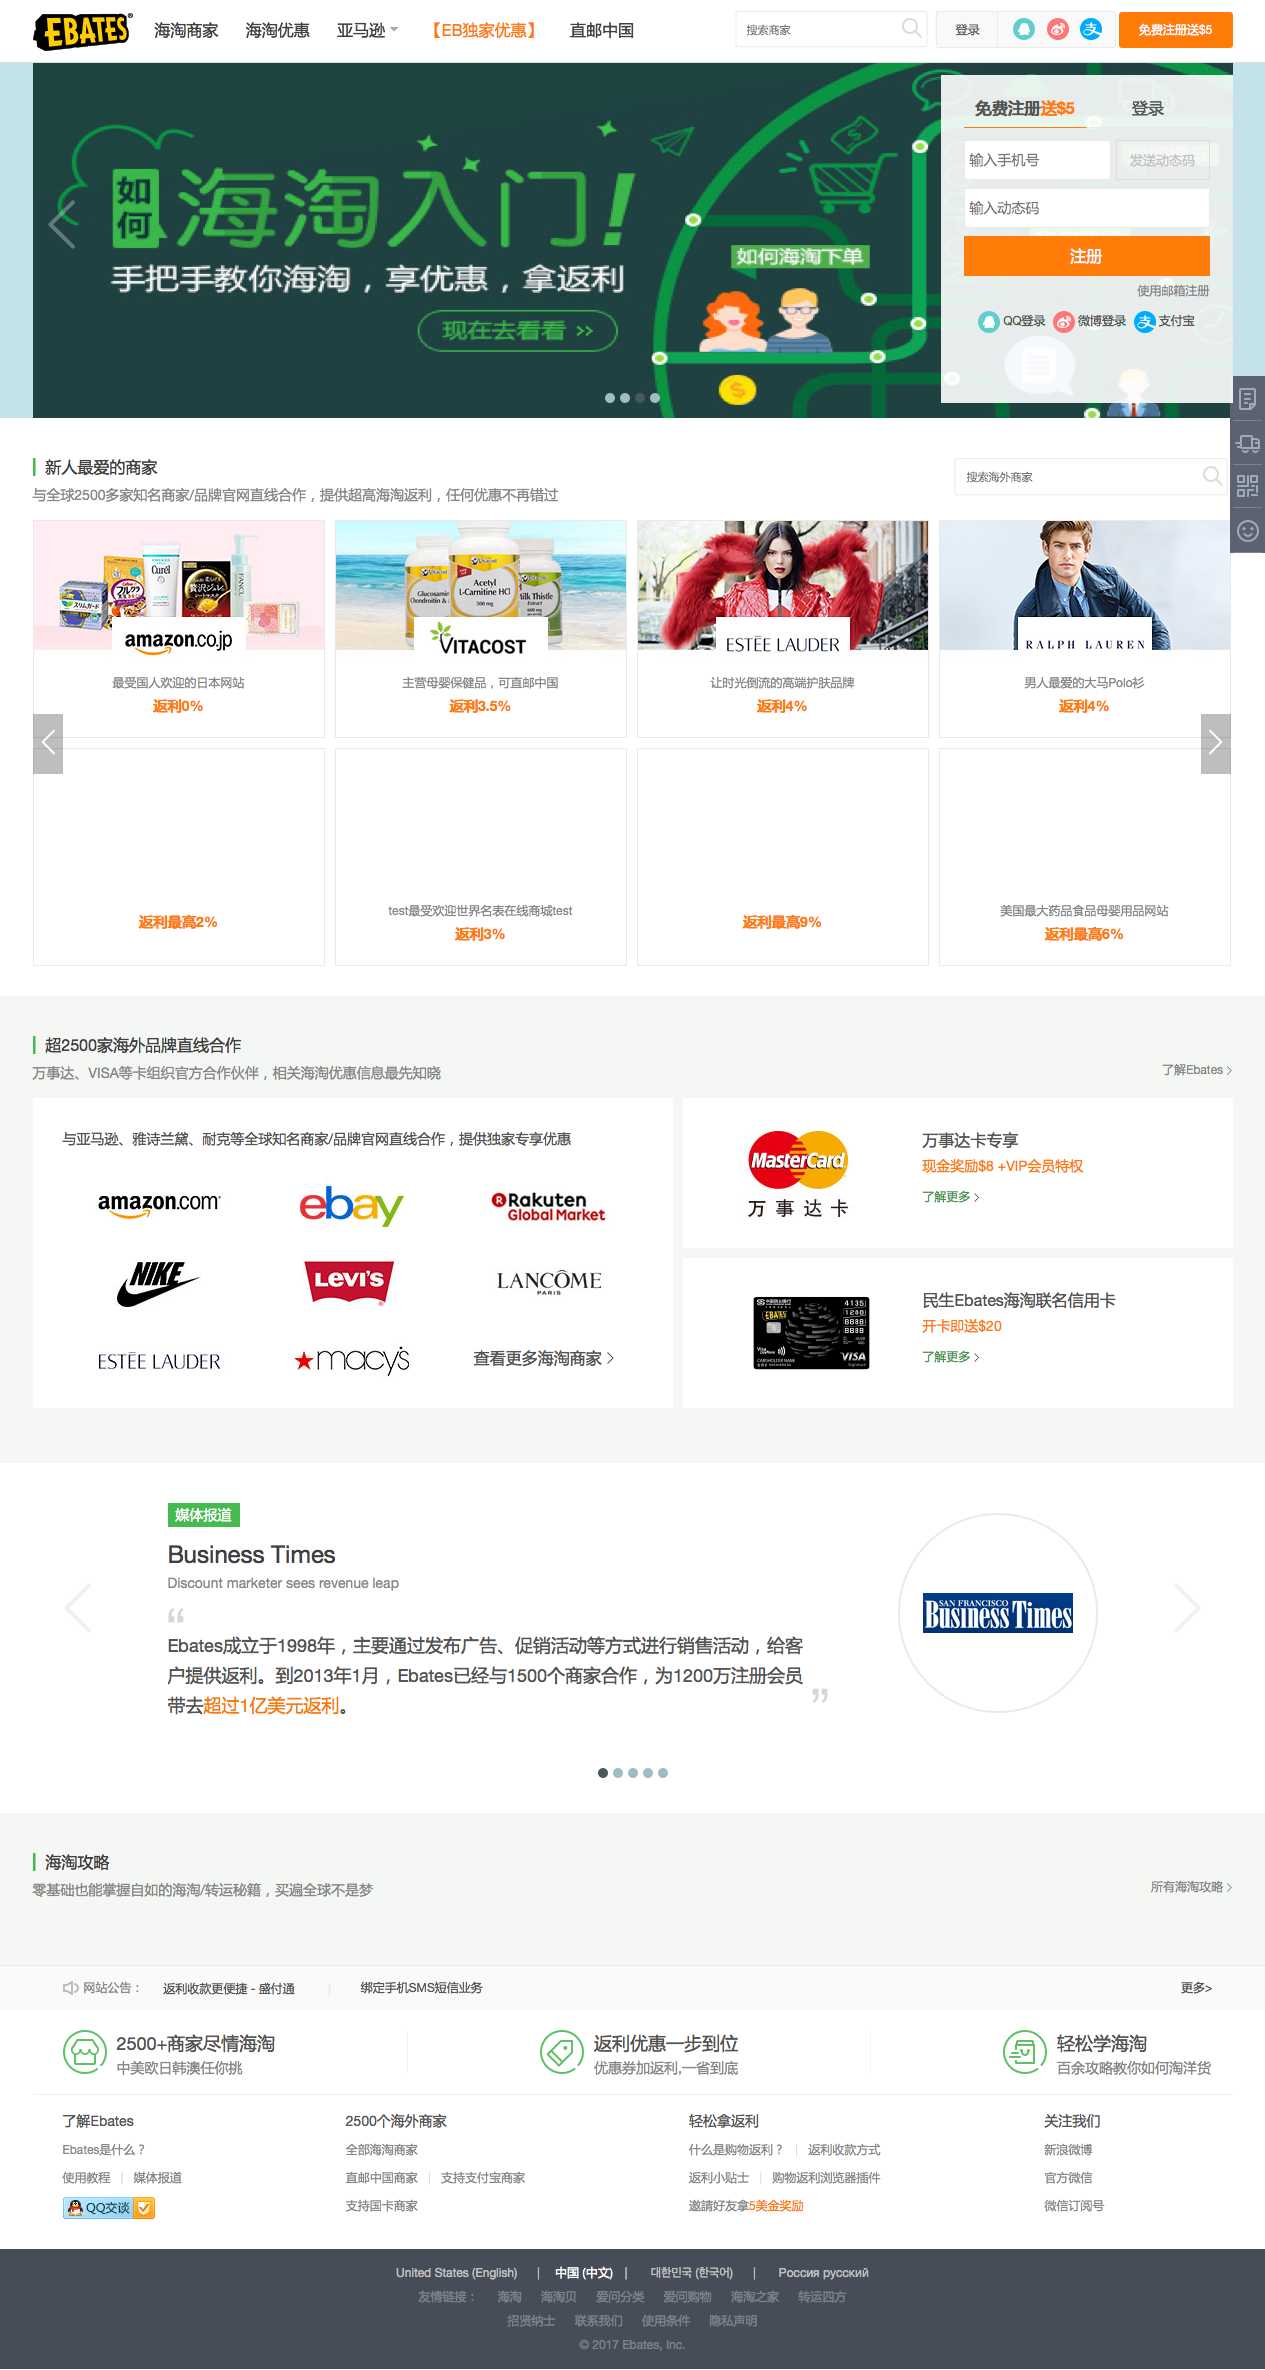 EBATES®
海淘商家 海淘优惠 亚马逊 【EB独家优惠】 直邮中国
搜索商家
登录
免费注册送$5
如何海淘入门！
手把手教你海淘，享优惠，拿返利
现在去看看 >>
如何海淘下单
免费注册送$5 登录
输入手机号 发送动态码
输入动态码
注册
使用邮箱注册
QQ登录 微博登录 支付宝
新人最爱的商家
与全球2500多家知名商家/品牌官网直线合作，提供超高海淘返利，任何优惠不再错过
搜索海外商家
Curél
FANCL
amazon.co.jp
最受国人欢迎的日本网站
返利0%
Vitacost
Acetyl
L-Carnitine HCl
500 mg
Glucosamine
Chondroitin &
Milk Thistle
Extract
VITACOST
主营母婴保健品，可直邮中国
返利3.5%
ESTĒE LAUDER
让时光倒流的高端护肤品牌
返利4%
RALPH LAUREN
男人最爱的大马Polo衫
返利4%
返利最高2%
test最受欢迎世界名表在线商城test
返利3%
返利最高9%
美国最大药品食品母婴用品网站
返利最高6%
超2500家海外品牌直线合作
万事达、VISA等卡组织官方合作伙伴，相关海淘优惠信息最先知晓
了解Ebates >
与亚马逊、雅诗兰黛、耐克等全球知名商家/品牌官网直线合作，提供独家专享优惠
amazon.com
ebay
Rakuten
Global Market
NIKE
LEVI'S
LANCÔME
PARIS
ESTĒE LAUDER
★macy's
查看更多海淘商家 >
MasterCard
万事达卡
万事达卡专享
现金奖励$8 +VIP会员特权
了解更多 >
EBATES
4135
1200
8888
8888
VISA
民生Ebates海淘联名信用卡
开卡即送$20
了解更多 >
媒体报道
Business Times
Discount marketer sees revenue leap
“
Ebates成立于1998年，主要通过发布广告、促销活动等方式进行销售活动，给客
户提供返利。到2013年1月，Ebates已经与1500个商家合作，为1200万注册会员
带去超过1亿美元返利。
”
SAN FRANCISCO
Business Times
海淘攻略
零基础也能掌握自如的海淘/转运秘籍，买遍全球不是梦
所有海淘攻略 >
网站公告： 返利收款更便捷 - 盛付通 | 绑定手机SMS短信业务 更多>
2500+商家尽情海淘
中美欧日韩澳任你挑
返利优惠一步到位
优惠券加返利,一省到底
轻松学海淘
百余攻略教你如何淘洋货
了解Ebates
Ebates是什么？
使用教程 | 媒体报道
QQ交谈
2500个海外商家
全部海淘商家
直邮中国商家 | 支持支付宝商家
支持国卡商家
轻松拿返利
什么是购物返利？ | 返利收款方式
返利小贴士 | 购物返利浏览器插件
邀請好友拿5美金奖励
关注我们
新浪微博
官方微信
微信订阅号
United States (English) | 中国 (中文) | 대한민국 (한국어) | Россия русский
友情链接： 海淘 海淘贝 爱问分类 爱问购物 海淘之家 转运四方
招贤纳士 联系我们 使用条件 隐私声明
© 2017 Ebates, Inc.